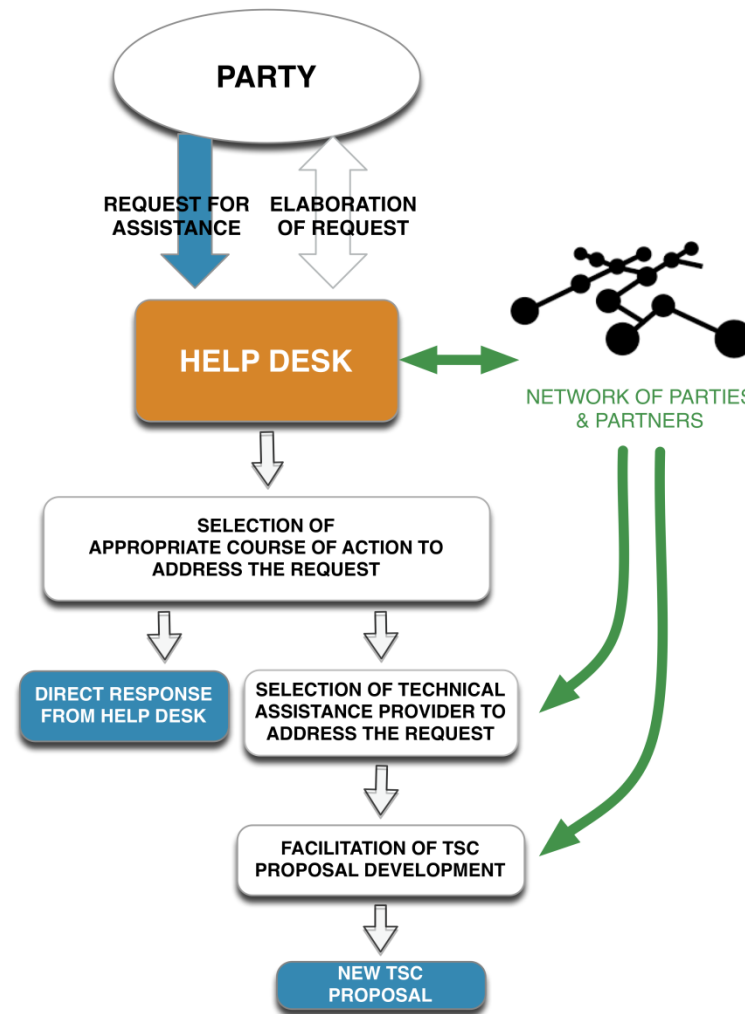 PARTY
REQUEST FOR
ASSISTANCE
ELABORATION
OF REQUEST
HELP DESK
NETWORK OF PARTIES
& PARTNERS
SELECTION OF
APPROPRIATE COURSE OF ACTION TO
ADDRESS THE REQUEST
DIRECT RESPONSE
FROM HELP DESK
SELECTION OF TECHNICAL
ASSISTANCE PROVIDER TO
ADDRESS THE REQUEST
FACILITATION OF TSC
PROPOSAL DEVELOPMENT
NEW TSC
PROPOSAL